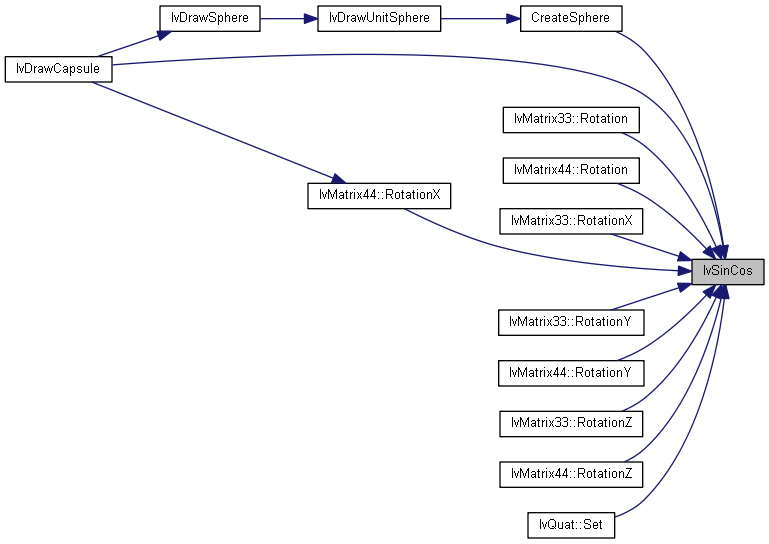 IvDrawSphere
IvDrawUnitSphere
CreateSphere
IvDrawCapsule
IvMatrix33::Rotation
IvMatrix44::Rotation
IvMatrix44::RotationX
IvMatrix33::RotationX
IvSinCos
IvMatrix33::RotationY
IvMatrix44::RotationY
IvMatrix33::RotationZ
IvMatrix44::RotationZ
IvQuat::Set